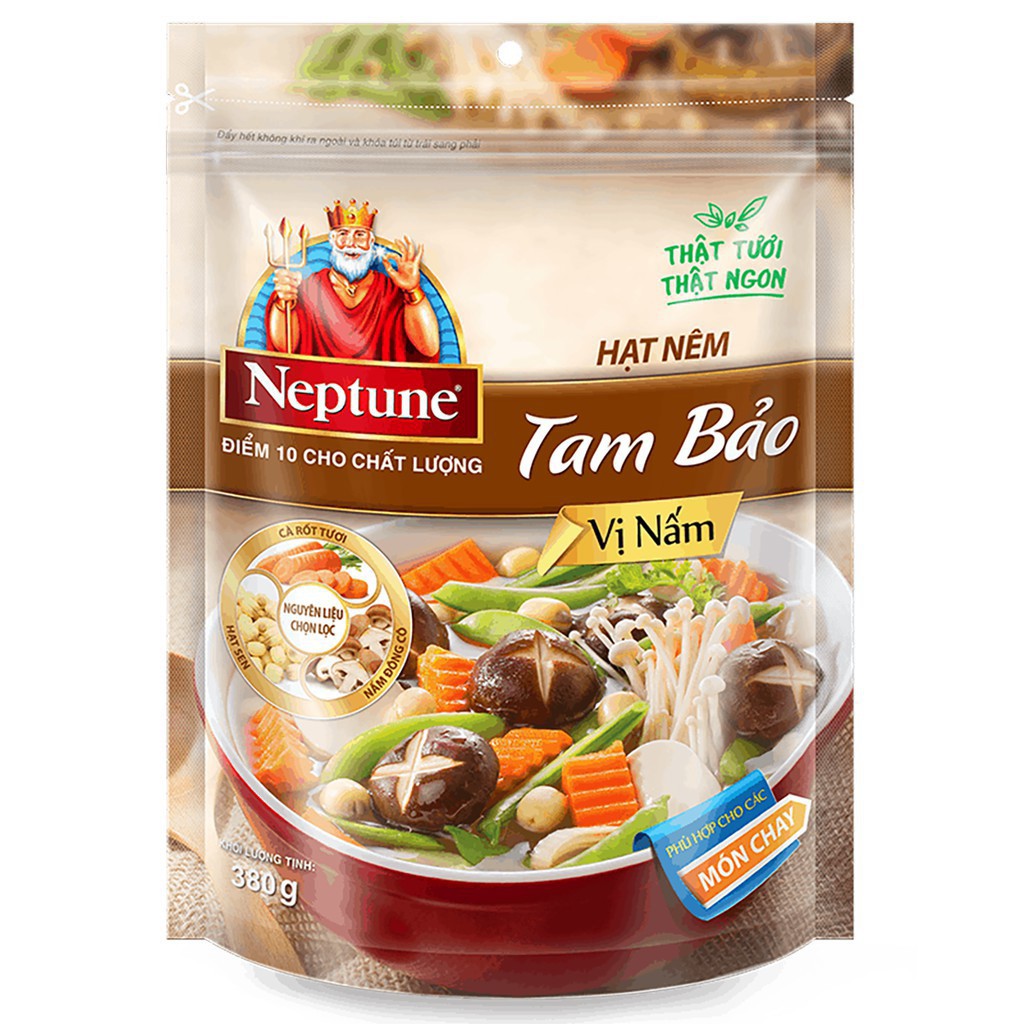 Đẩy hết không khí ra ngoài và khóa túi từ trái sang phải
THẬT TƯƠI
THẬT NGON
Neptune®
ĐIỂM 10 CHO CHẤT LƯỢNG
HẠT NÊM
Tam Bảo
Vị Nấm
CÀ RỐT TƯƠI
NGUYÊN LIỆU
CHỌN LỌC
HẠT SEN
NẤM ĐÔNG CÔ
PHÙ HỢP CHO CÁC
MÓN CHAY
KHỐI LƯỢNG TỊNH:
380g